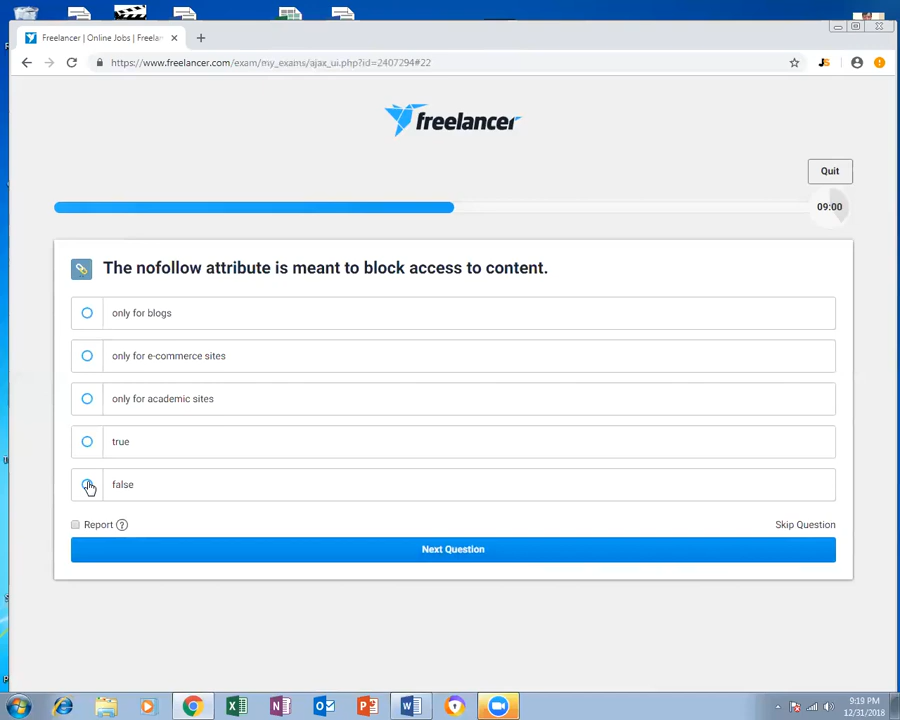 Freelancer | Online Jobs | Freelan
https://www.freelancer.com/exam/my_exams/ajax_ui.php?id=2407294#22
JS
freelancer
Quit
09:00
The nofollow attribute is meant to block access to content.
only for blogs
only for e-commerce sites
only for academic sites
true
false
Report ?
Skip Question
Next Question
9:19 PM
12/31/2018